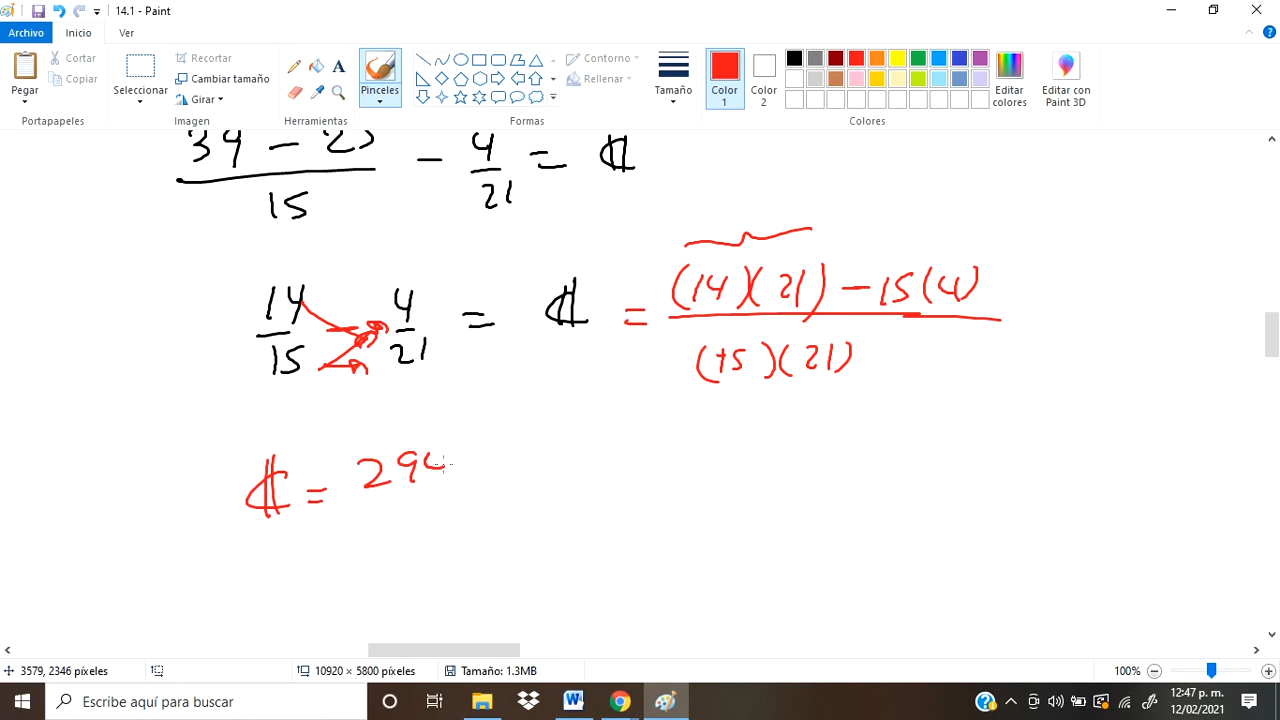 14.1 - Paint
Archivo Inicio Ver
Pegar
Cortar
Copiar
Portapapeles
Seleccionar
Recortar
Cambiar tamaño
Girar
Imagen
A
Herramientas
Pinceles
Contorno
Rellenar
Formas
Tamaño
Color 1
Color 2
Editar colores
Editar con Paint 3D
Colores
34 - 23
15
- 4
21
= ₡
14
15
4
21
= ₡ = (14)(21) - 15(4)
(15)(21)
₡ = 294
3579, 2346 píxeles
10920 × 5800 píxeles
Tamaño: 1.3MB
100%
Escribe aquí para buscar
12:47 p. m.
12/02/2021